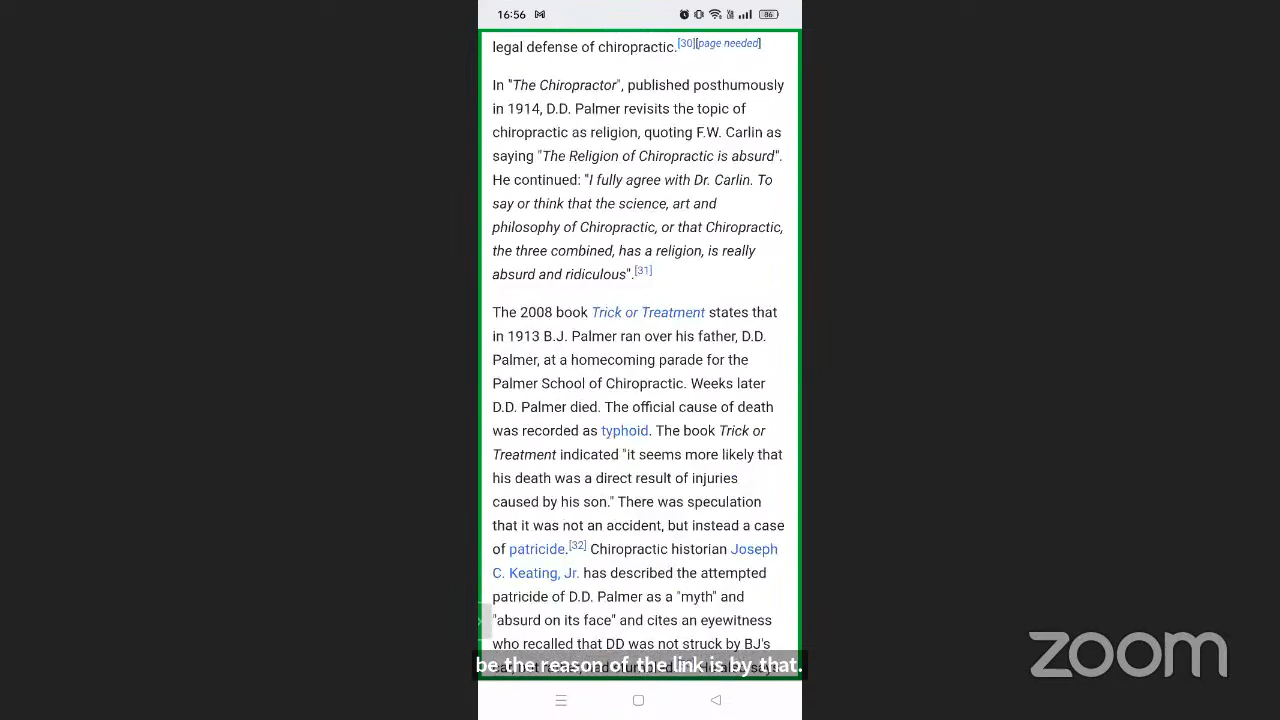 16:56
86
legal defense of chiropractic.[30][page needed]
In "The Chiropractor", published posthumously
in 1914, D.D. Palmer revisits the topic of
chiropractic as religion, quoting F.W. Carlin as
saying "The Religion of Chiropractic is absurd".
He continued: "I fully agree with Dr. Carlin. To
say or think that the science, art and
philosophy of Chiropractic, or that Chiropractic,
the three combined, has a religion, is really
absurd and ridiculous".[31]
The 2008 book Trick or Treatment states that
in 1913 B.J. Palmer ran over his father, D.D.
Palmer, at a homecoming parade for the
Palmer School of Chiropractic. Weeks later
D.D. Palmer died. The official cause of death
was recorded as typhoid. The book Trick or
Treatment indicated "it seems more likely that
his death was a direct result of injuries
caused by his son." There was speculation
that it was not an accident, but instead a case
of patricide.[32] Chiropractic historian Joseph
C. Keating, Jr. has described the attempted
patricide of D.D. Palmer as a "myth" and
"absurd on its face" and cites an eyewitness
who recalled that DD was not struck by BJ's
be the reason of the link is by that.
zoom